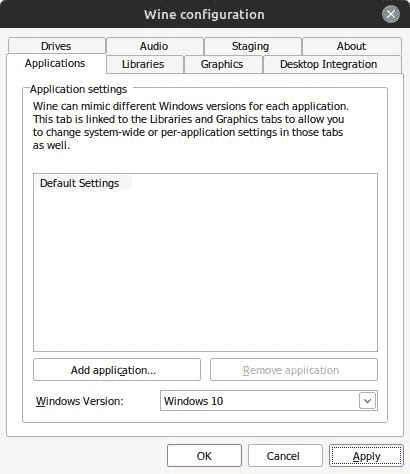 Wine configuration
Drives
Audio
Staging
About
Applications
Libraries
Graphics
Desktop Integration
Application settings
Wine can mimic different Windows versions for each application.
This tab is linked to the Libraries and Graphics tabs to allow you
to change system-wide or per-application settings in those tabs
as well.
Default Settings
Add application...
Remove application
Windows Version:
Windows 10
OK
Cancel
Apply